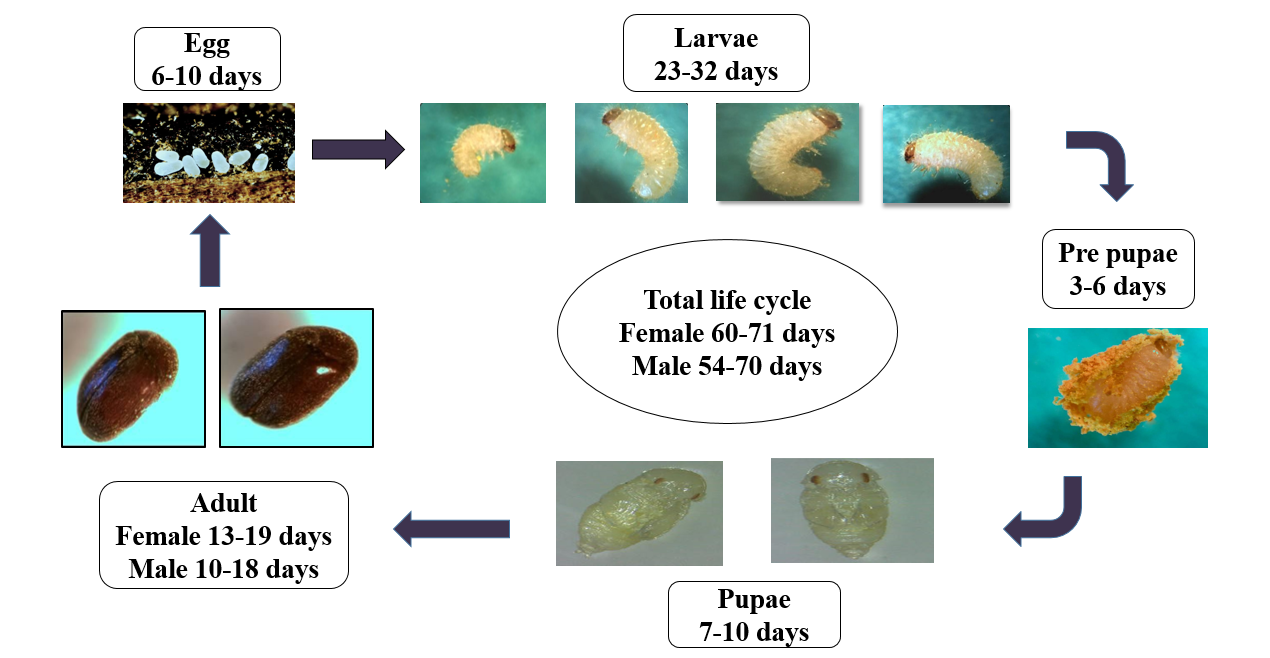 Egg
6-10 days
Larvae
23-32 days
Pre pupae
3-6 days
Total life cycle
Female 60-71 days
Male 54-70 days
Adult
Female 13-19 days
Male 10-18 days
Pupae
7-10 days